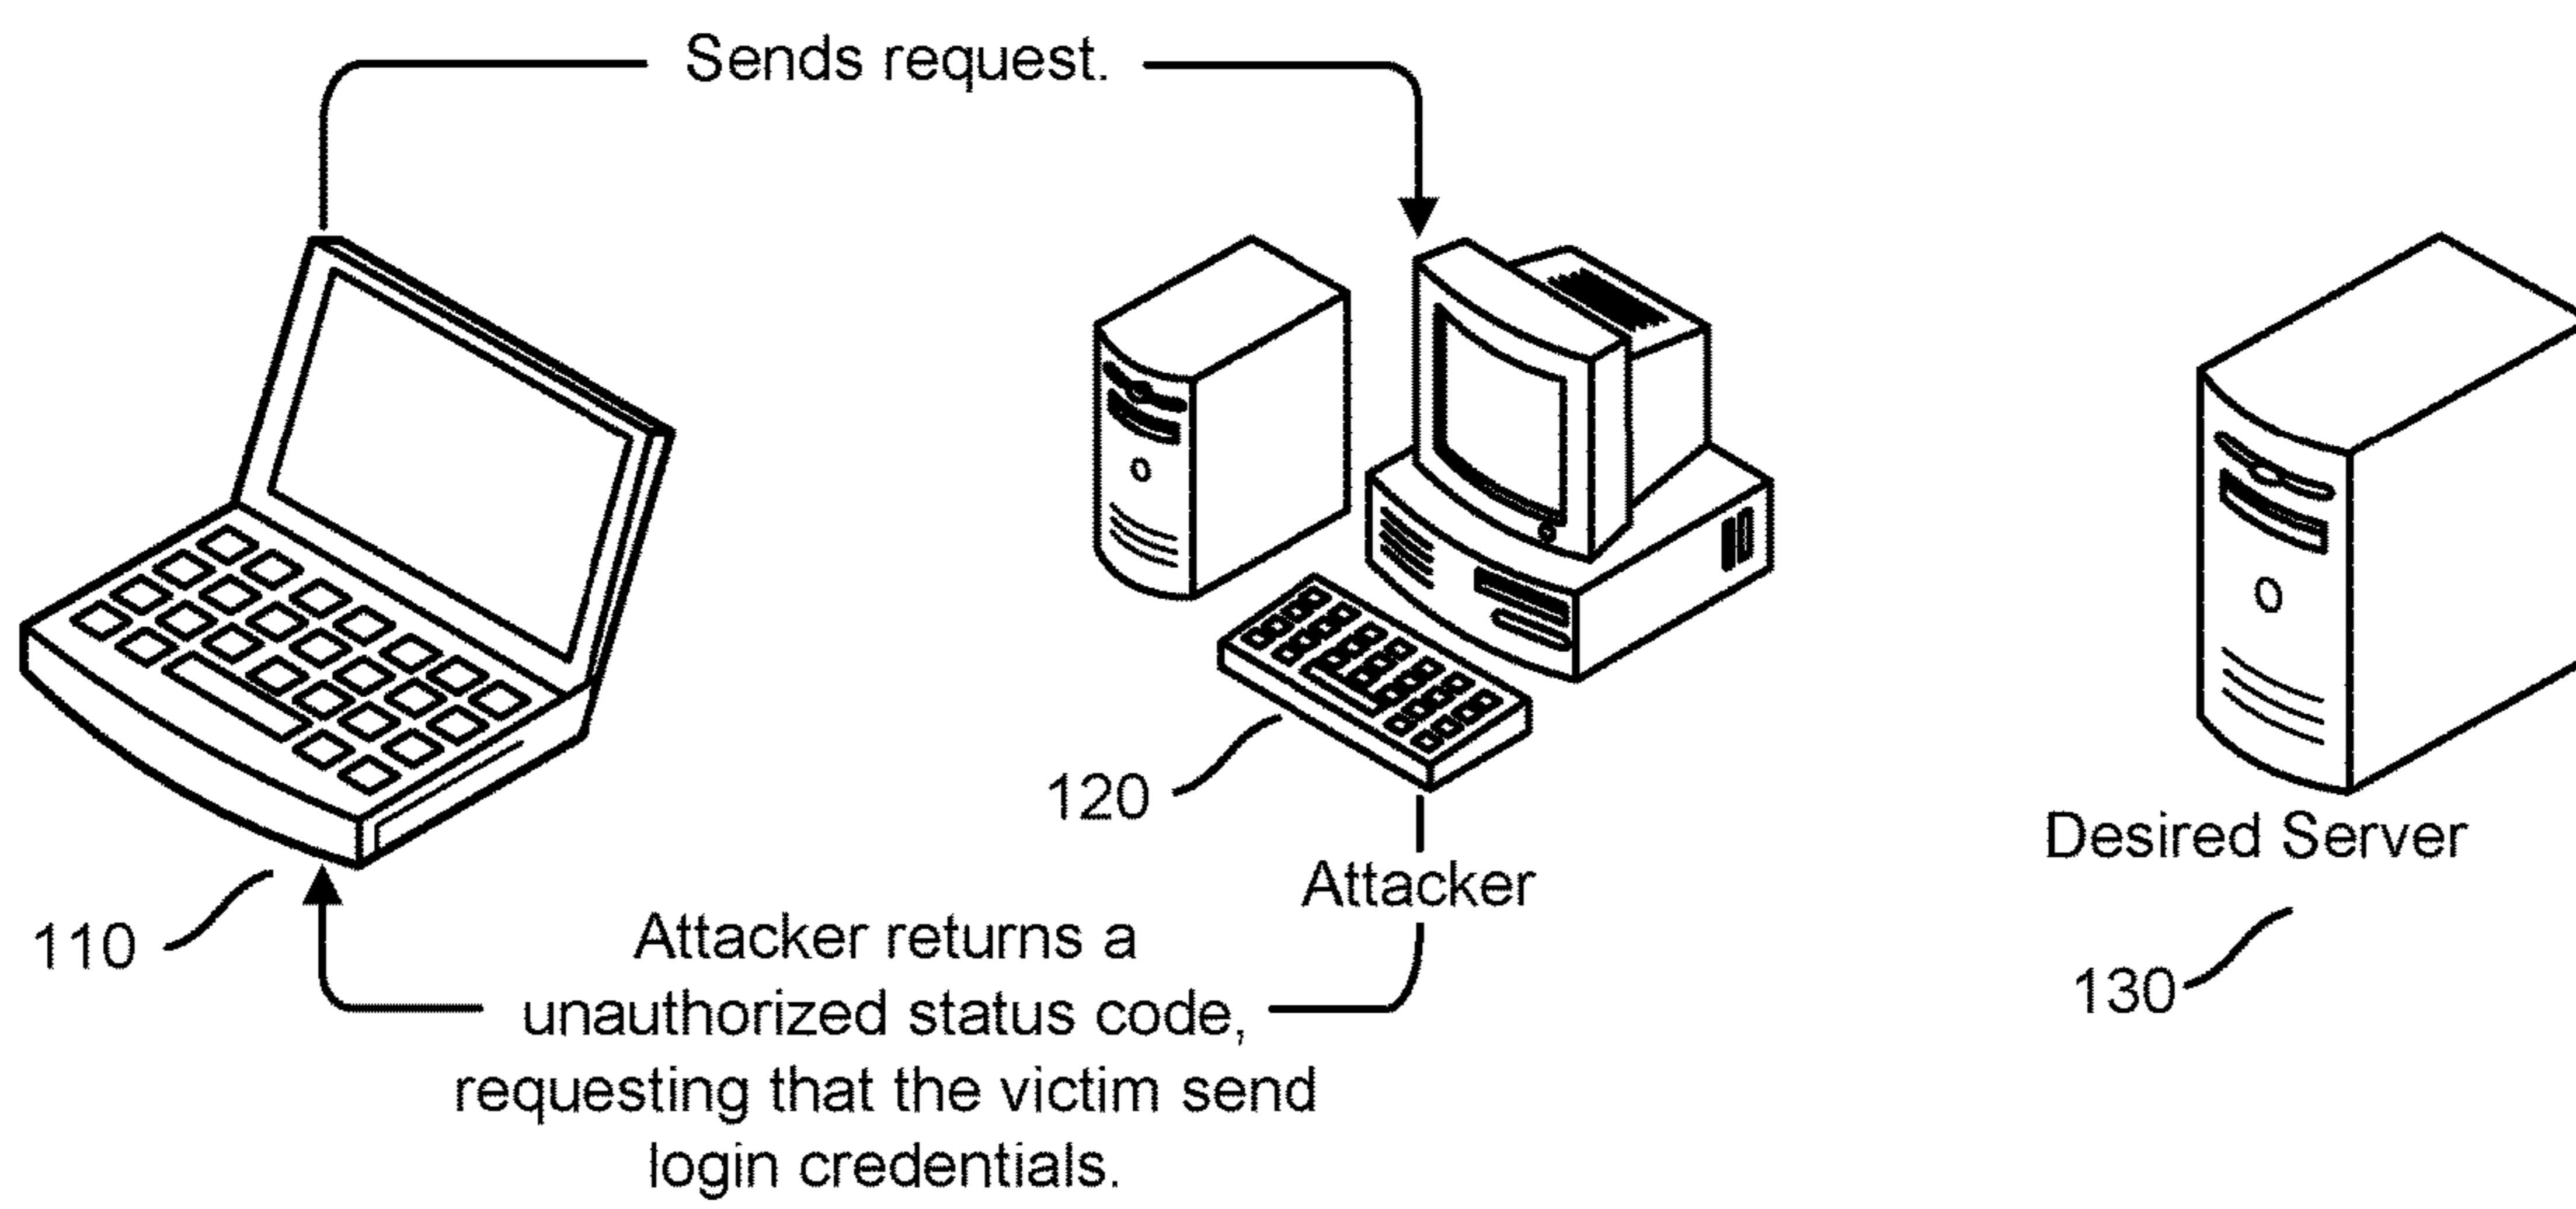 Sends request.
120
Desired Server
Attacker
110
Attacker returns a
unauthorized status code,
requesting that the victim send
login credentials.
130